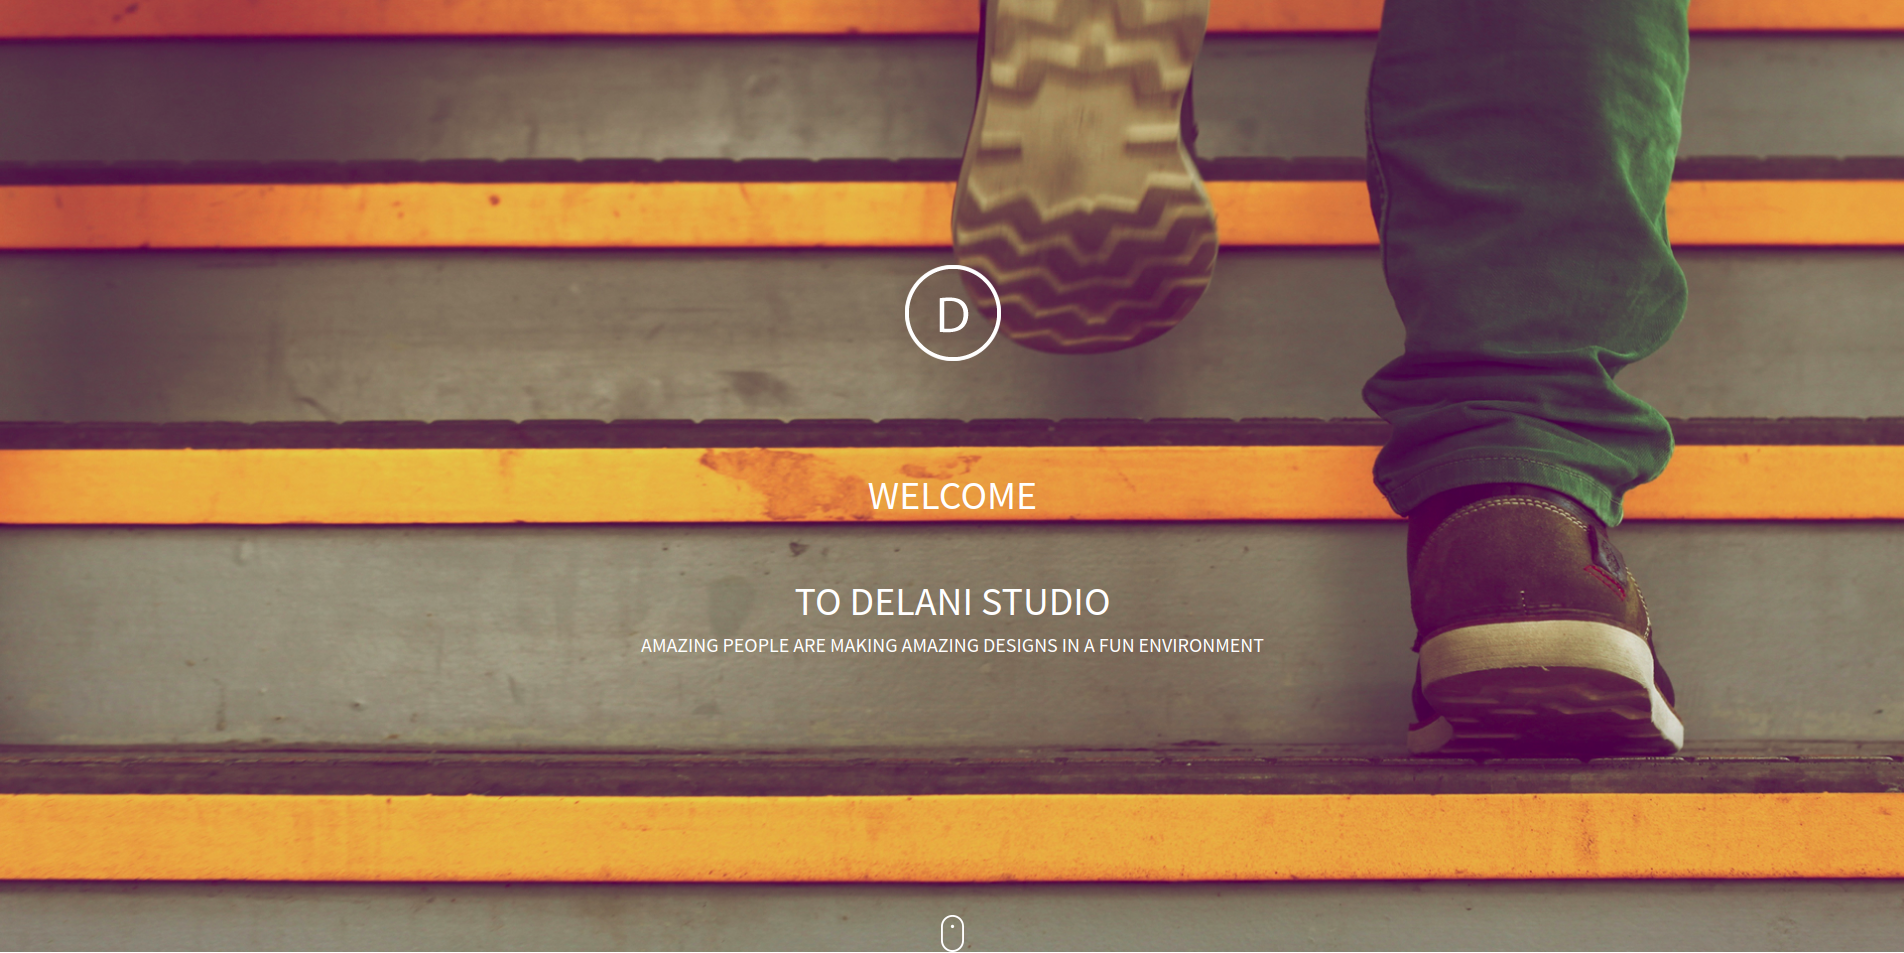 D
WELCOME
TO DELANI STUDIO
AMAZING PEOPLE ARE MAKING AMAZING DESIGNS IN A FUN ENVIRONMENT